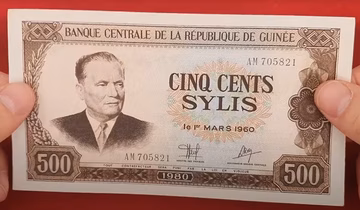 BANQUE CENTRALE DE LA RÉPUBLIQUE DE GUINÉE
AM 705821
CINQ CENTS
SYLIS
le 1er MARS 1960
AM 705821
500
500
1980